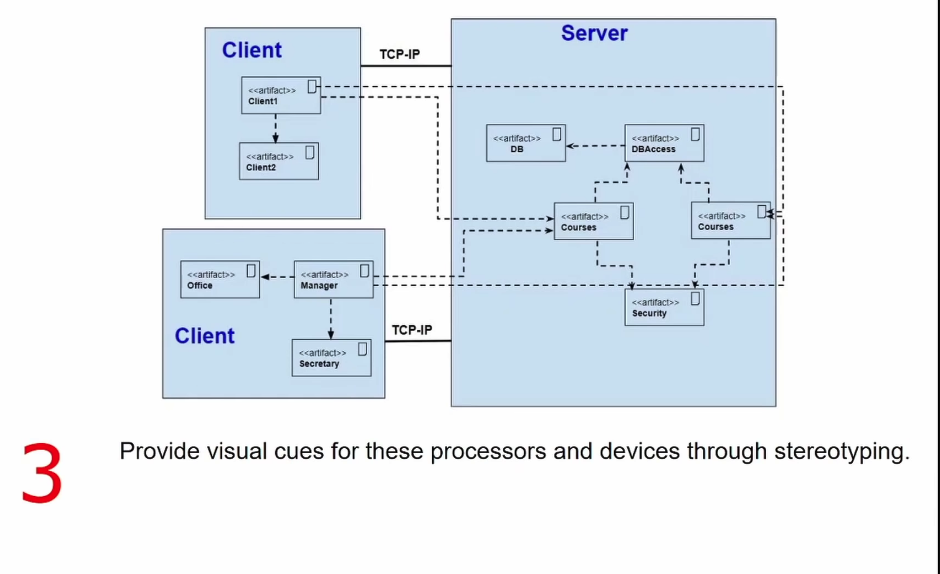 Client
TCP-IP
Server
<<artifact>>
Client1
<<artifact>>
Client2
<<artifact>>
DB
<<artifact>>
DBAccess
<<artifact>>
Courses
<<artifact>>
Courses
<<artifact>>
Office
<<artifact>>
Manager
<<artifact>>
Security
Client
TCP-IP
<<artifact>>
Secretary
3
Provide visual cues for these processors and devices through stereotyping.